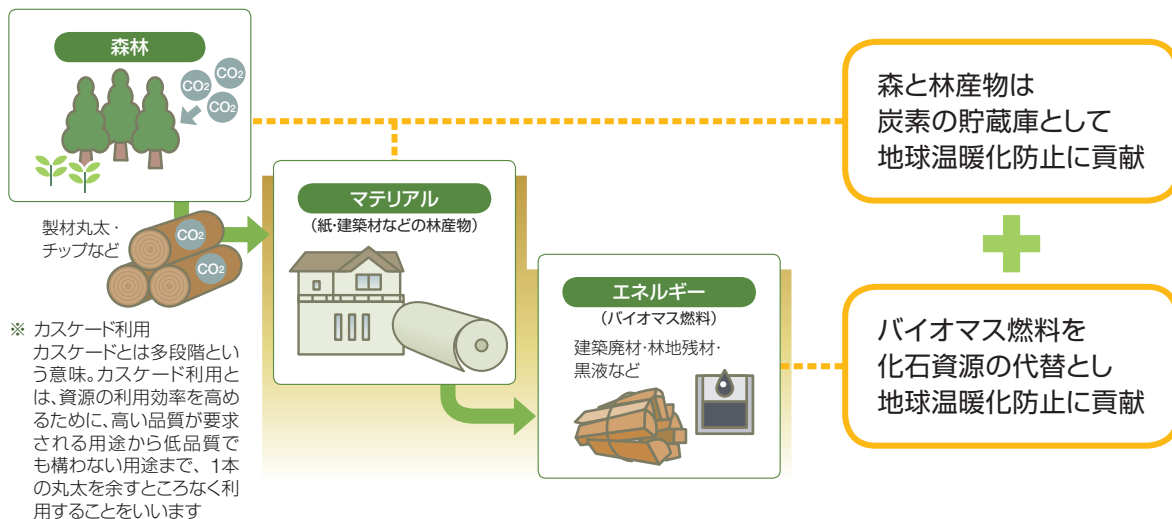 森林
CO2
CO2
CO2
CO2
製材丸太・
チップなど
CO2
CO2
※ カスケード利用
カスケードとは多段階とい
う意味。カスケード利用と
は、資源の利用効率を高め
るために、高い品質が要求
される用途から低品質で
も構わない用途まで、1本
の丸太を余すところなく利
用することをいいます
マテリアル
(紙・建築材などの林産物)
エネルギー
(バイオマス燃料)
建築廃材・林地残材・
黒液など
森と林産物は
炭素の貯蔵庫として
地球温暖化防止に貢献
バイオマス燃料を
化石資源の代替とし
地球温暖化防止に貢献